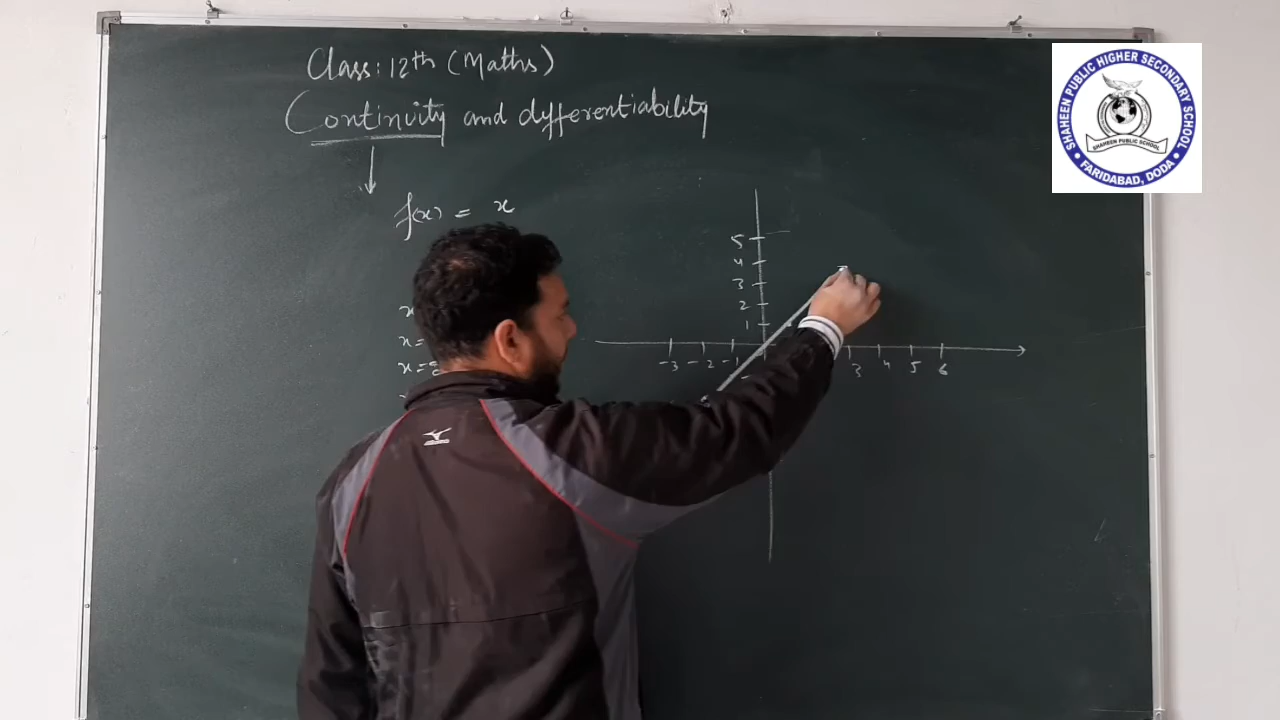 Class: 12th (Maths)
Continuity and differentiability
f(x) = x
x
x =
x =
5
4
3
2
1
-3 -2 -1 3 4 5 6
SHAHEEN PUBLIC HIGHER SECONDARY SCHOOL
SHAHEEN PUBLIC SCHOOL
• FARIDABAD, DODA •